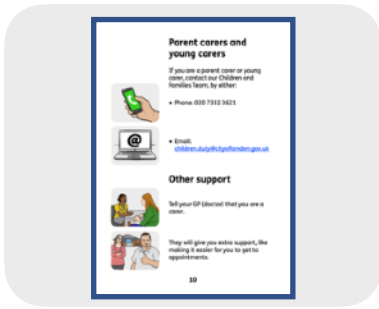 Parent carers and
young carers
If you are a parent carer or young
carer, contact our Children and
Families Team, by either:
• Phone: 020 7332 3621
@
• Email:
children.duty@cityoflondon.gov.uk
Other support
Tell your GP (doctor) that you are a
carer.
They will give you extra support, like
making it easier for you to get to
appointments.
10